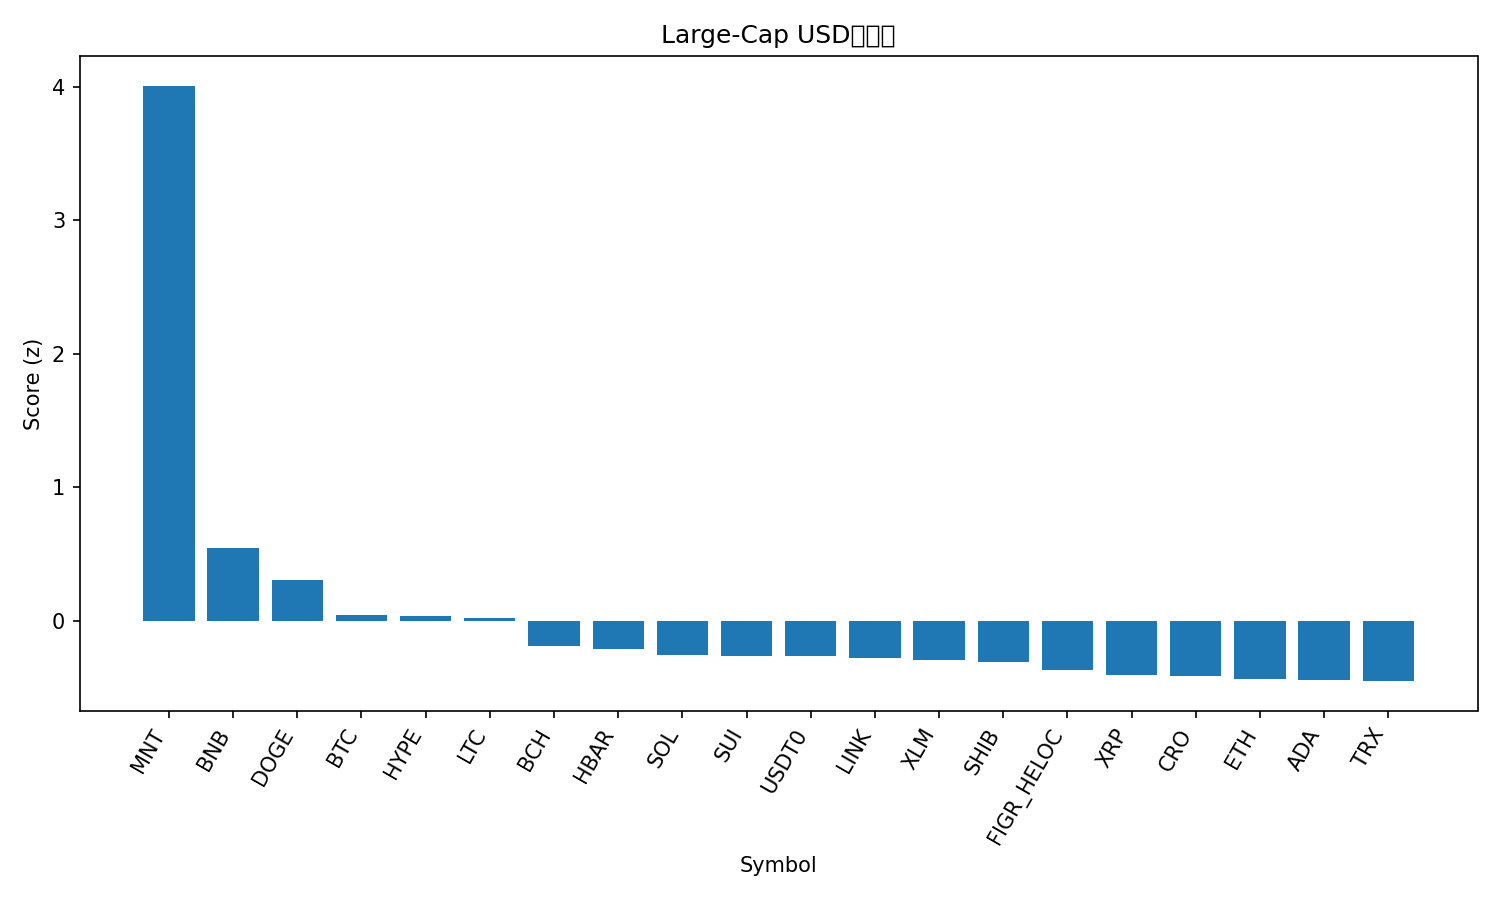 Large-Cap USD
Score (z)
4
3
2
1
0
MNT
BNB
DOGE
BTC
HYPE
LTC
BCH
HBAR
SOL
SUI
USDT0
LINK
XLM
SHIB
FIGR_HELOC
XRP
CRO
ETH
ADA
TRX
Symbol